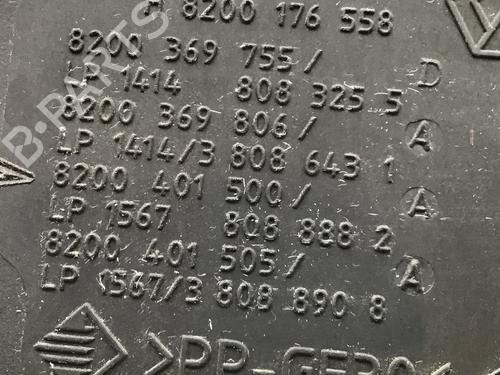 8200 176 558
8200 369 755/ D
LP 1414 808 325 5
8200 369 806/ A
LP 1414/3 808 643 1
8200 401 500/ A
LP 1567 808 888 2
8200 401 505/ A
LP 1567/3 808 890 8
B-PARTS